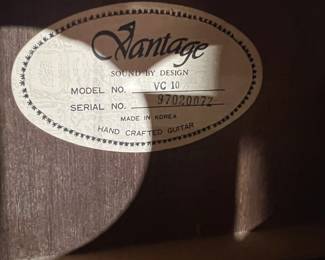 Vantage
SOUND BY DESIGN
MODEL NO. VC 10
SERIAL NO. 97020072
MADE IN KOREA
HAND CRAFTED GUITAR